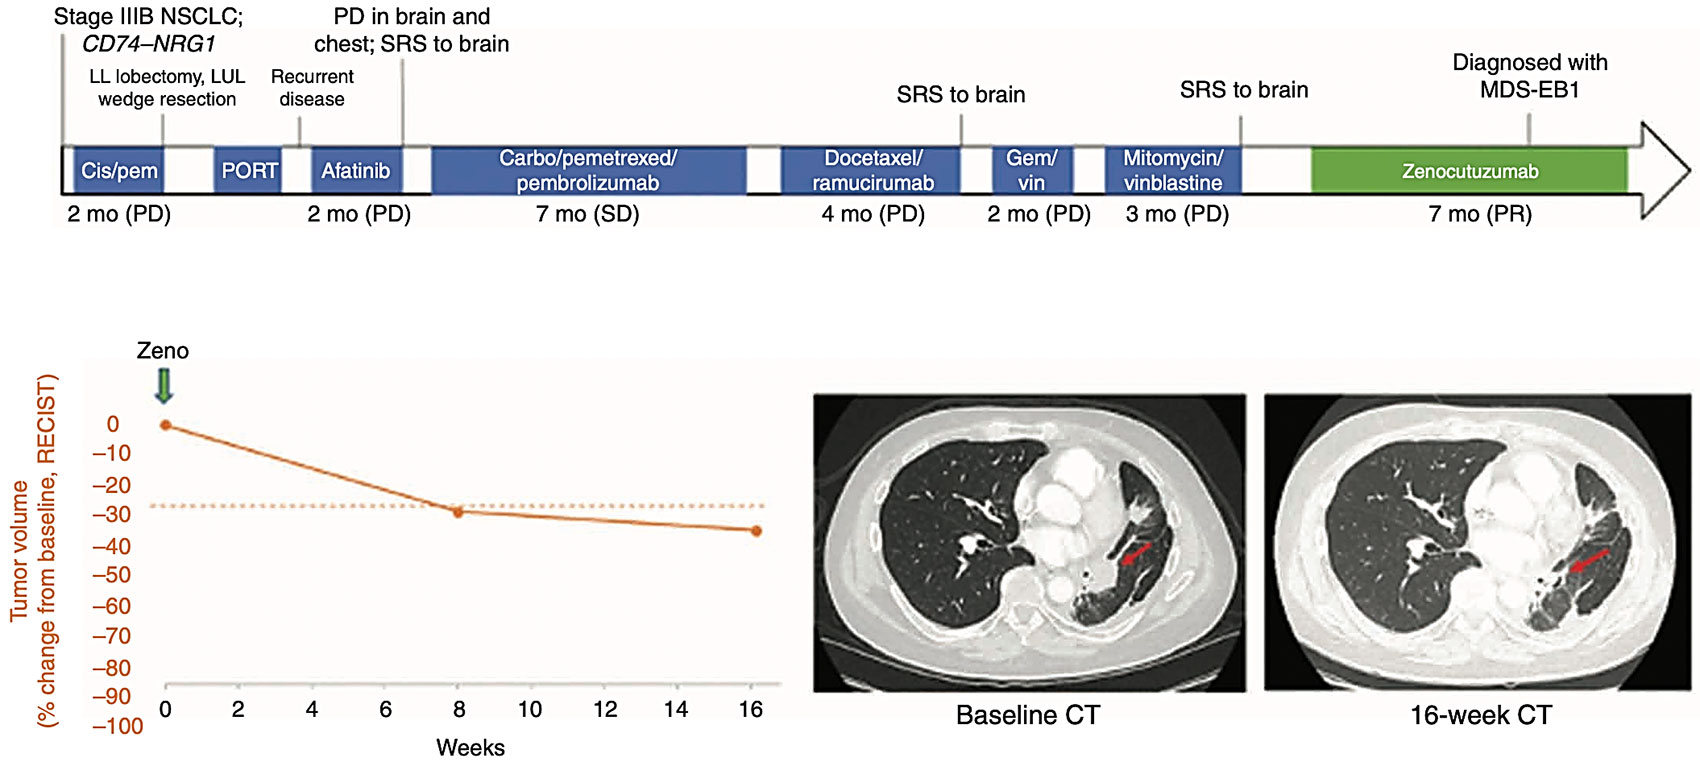 Stage IIIB NSCLC;
CD74–NRG1
LL lobectomy, LUL
wedge resection
Recurrent
disease
PD in brain and
chest; SRS to brain
SRS to brain
SRS to brain
Diagnosed with
MDS-EB1
Cis/pem
PORT
Afatinib
Carbo/pemetrexed/
pembrolizumab
Docetaxel/
ramucirumab
Gem/
vin
Mitomycin/
vinblastine
Zenocutuzumab
2 mo (PD)
2 mo (PD)
7 mo (SD)
4 mo (PD)
2 mo (PD)
3 mo (PD)
7 mo (PR)
Zeno
Tumor volume
(% change from baseline, RECIST)
0
–10
–20
–30
–40
–50
–60
–70
–80
–90
–100
0 2 4 6 8 10 12 14 16
Weeks
Baseline CT
16-week CT